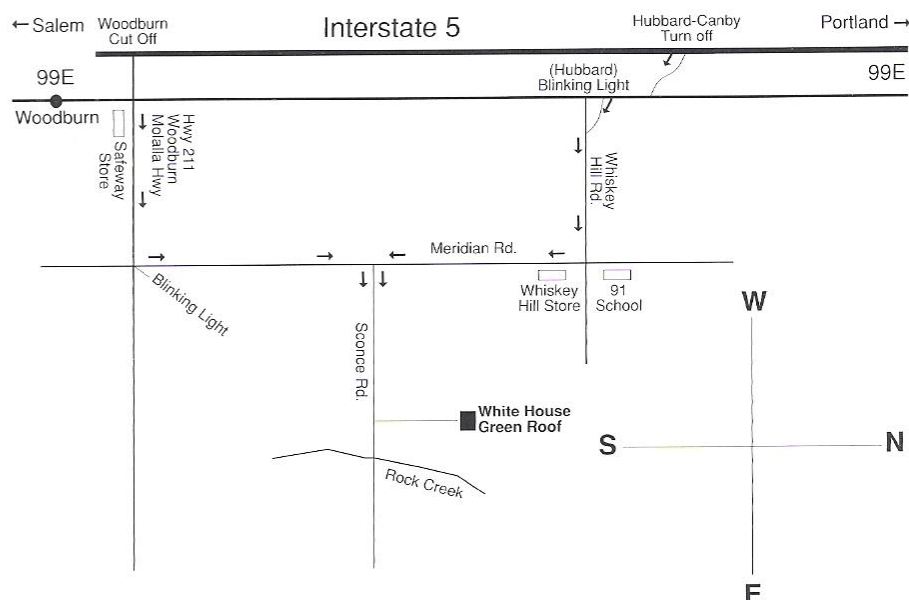 ← Salem
Woodburn
Cut Off
Interstate 5
Hubbard-Canby
Turn off
Portland →
99E
(Hubbard)
Blinking Light
99E
Woodburn
Safeway
Store
Hwy 211
Woodburn
Molalla Hwy
Whiskey
Hill Rd.
Meridian Rd.
Blinking Light
Whiskey
Hill Store
91
School
Sconce Rd.
White House
Green Roof
Rock Creek
W
S
N
E